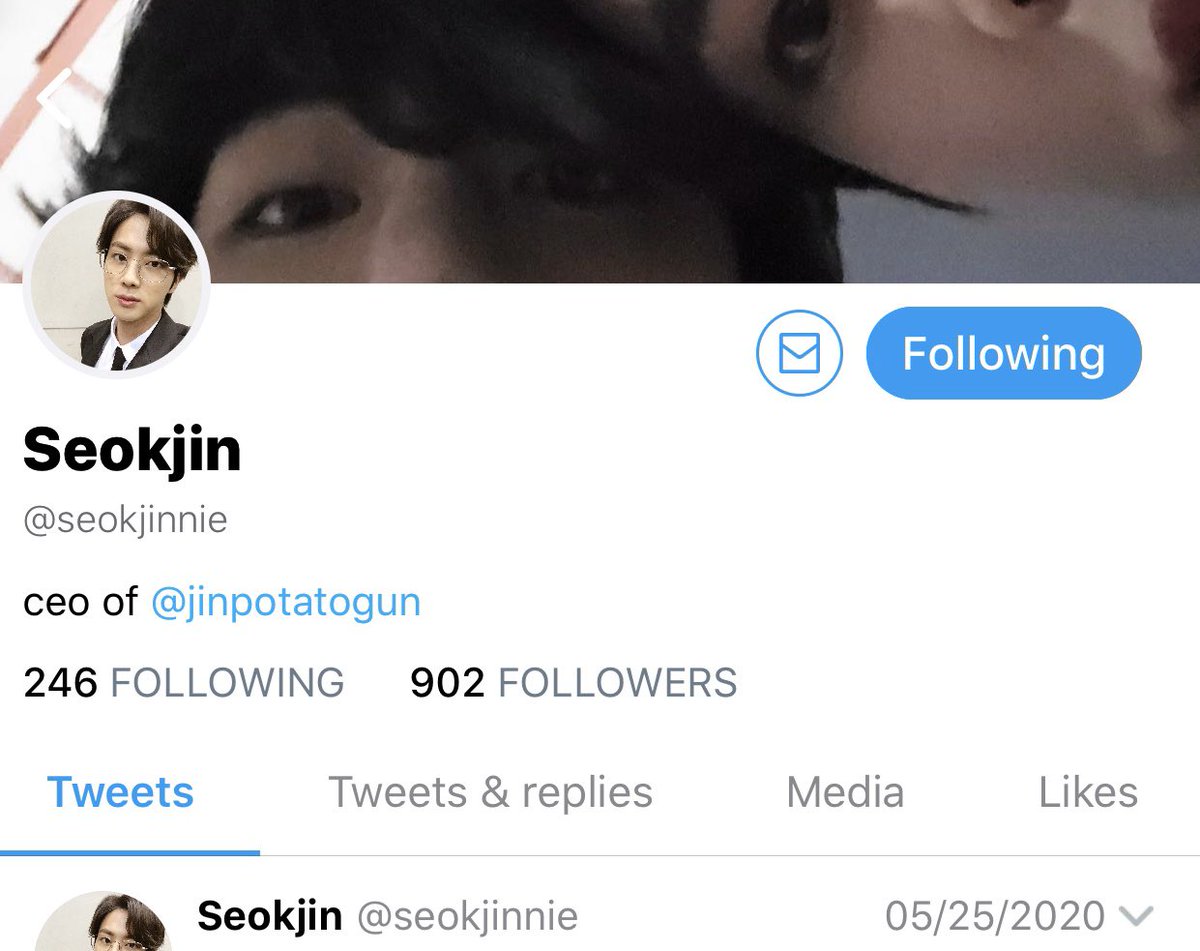 Following
Seokjin
@seokjinnie
ceo of @jinpotatogun
246 FOLLOWING 902 FOLLOWERS
Tweets Tweets & replies Media Likes
Seokjin @seokjinnie 05/25/2020